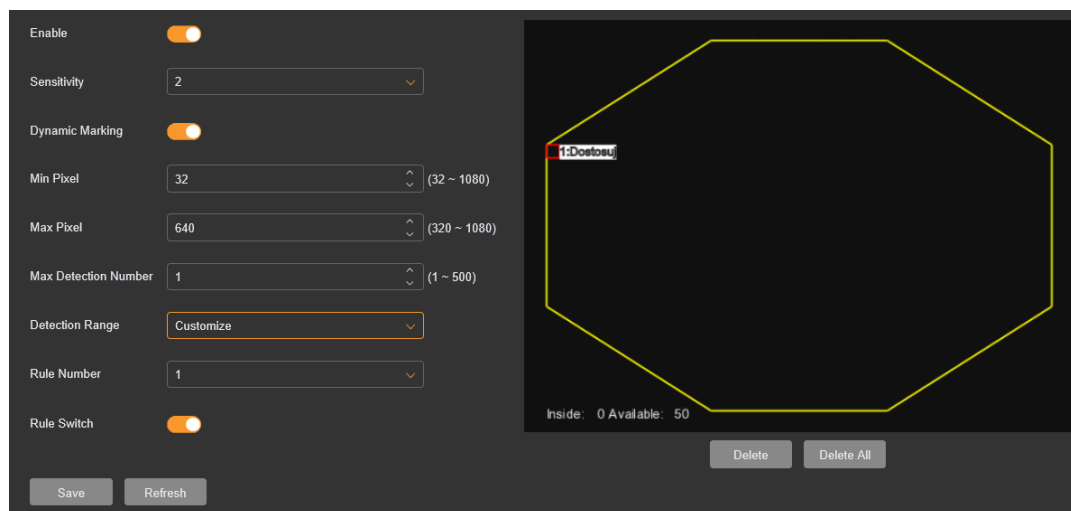 Enable
Sensitivity 2
Dynamic Marking
Min Pixel 32 (32 ~ 1080)
Max Pixel 640 (320 ~ 1080)
Max Detection Number 1 (1 ~ 500)
Detection Range Customize
Rule Number 1
Rule Switch
Save Refresh
1:Dostosuj
Inside: 0 Available: 50
Delete Delete All